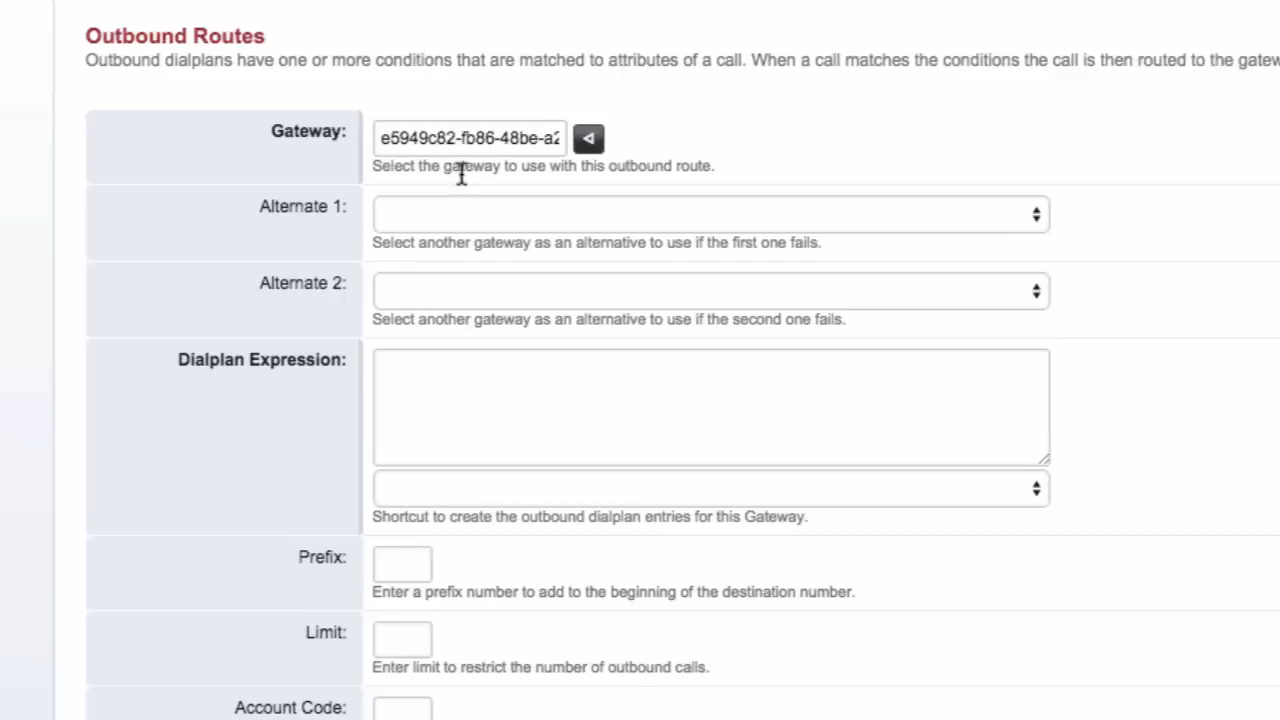 Outbound Routes
Outbound dialplans have one or more conditions that are matched to attributes of a call. When a call matches the conditions the call is then routed to the
Gateway:
e5949c82-fb86-48be-a2
Select the gateway to use with this outbound route.
Alternate 1:
Select another gateway as an alternative to use if the first one fails.
Alternate 2:
Select another gateway as an alternative to use if the second one fails.
Dialplan Expression:
Shortcut to create the outbound dialplan entries for this Gateway.
Prefix:
Enter a prefix number to add to the beginning of the destination number.
Limit:
Enter limit to restrict the number of outbound calls.
Account Code: